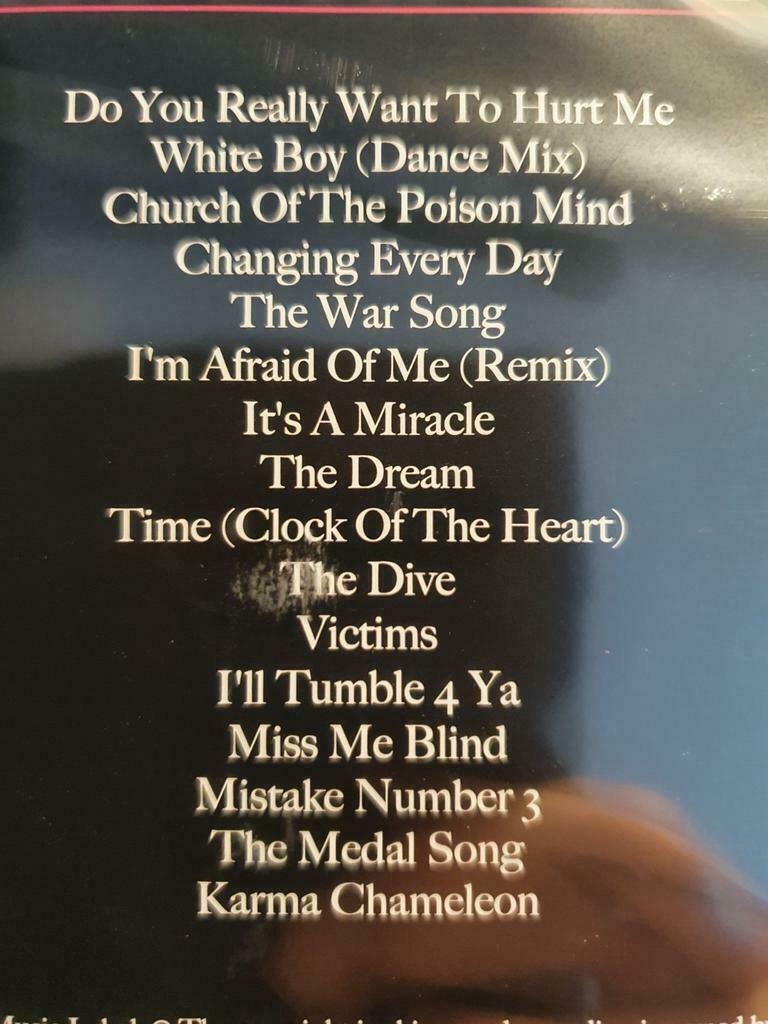 Do You Really Want To Hurt Me
White Boy (Dance Mix)
Church Of The Poison Mind
Changing Every Day
The War Song
I'm Afraid Of Me (Remix)
It's A Miracle
The Dream
Time (Clock Of The Heart)
The Dive
Victims
I'll Tumble 4 Ya
Miss Me Blind
Mistake Number 3
The Medal Song
Karma Chameleon